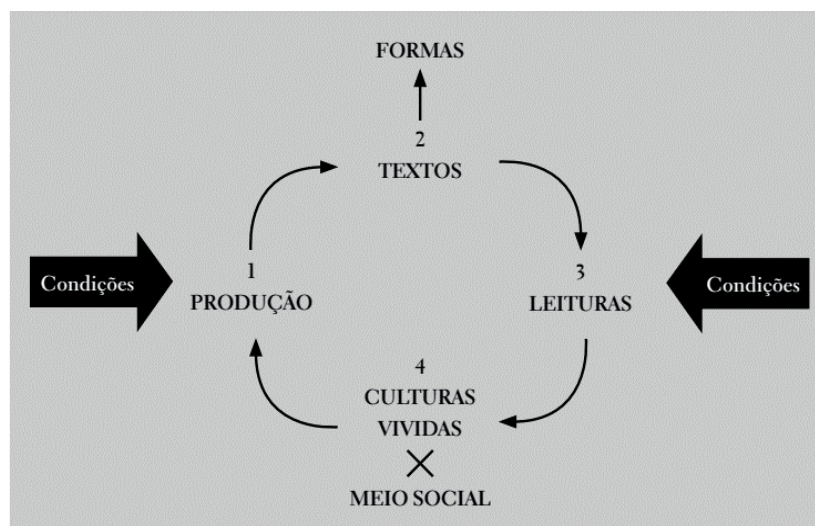 FORMAS
2
TEXTOS
Condições
1
PRODUÇÃO
3
LEITURAS
Condições
4
CULTURAS
VIVIDAS
MEIO SOCIAL